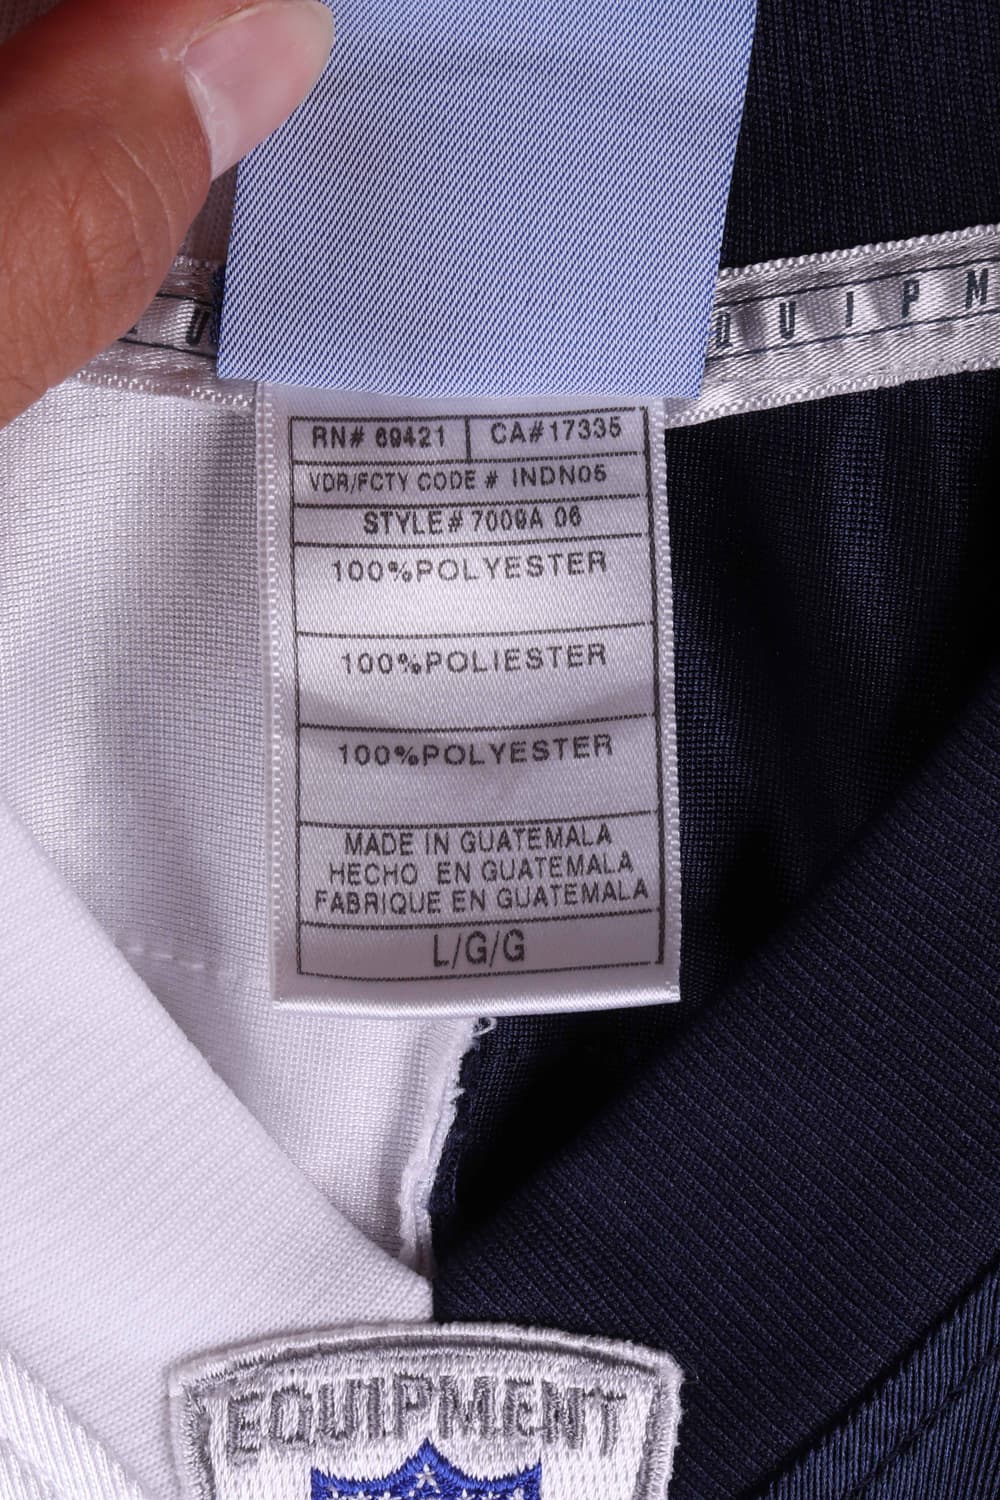 QUIPM
RN# 69421 CA#17335
VDR/FCTY CODE # INDN05
STYLE# 7009A 06
100%POLYESTER
100%POLIESTER
100%POLYESTER
MADE IN GUATEMALA
HECHO EN GUATEMALA
FABRIQUE EN GUATEMALA
L/G/G
EQUIPMENT